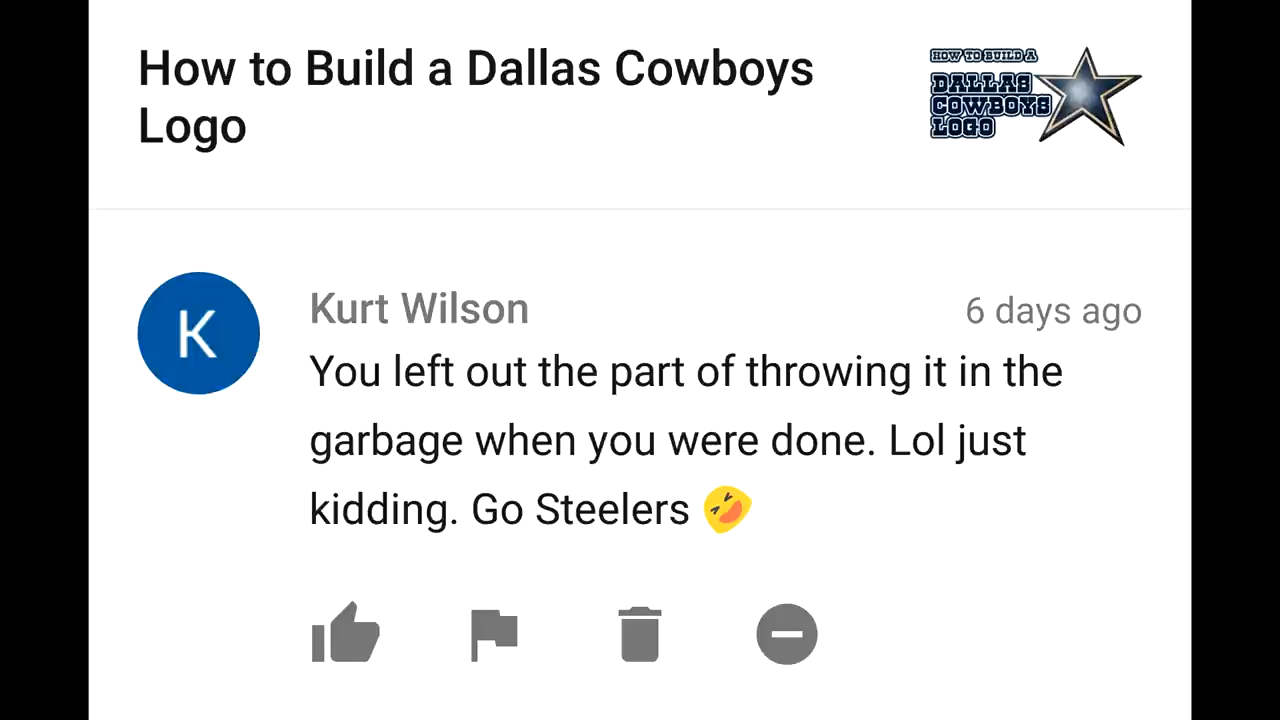 How to Build a Dallas Cowboys
Logo
HOW TO BUILD A
DALLAS
COWBOYS
LOGO
K
Kurt Wilson
6 days ago
You left out the part of throwing it in the
garbage when you were done. Lol just
kidding. Go Steelers 🤣